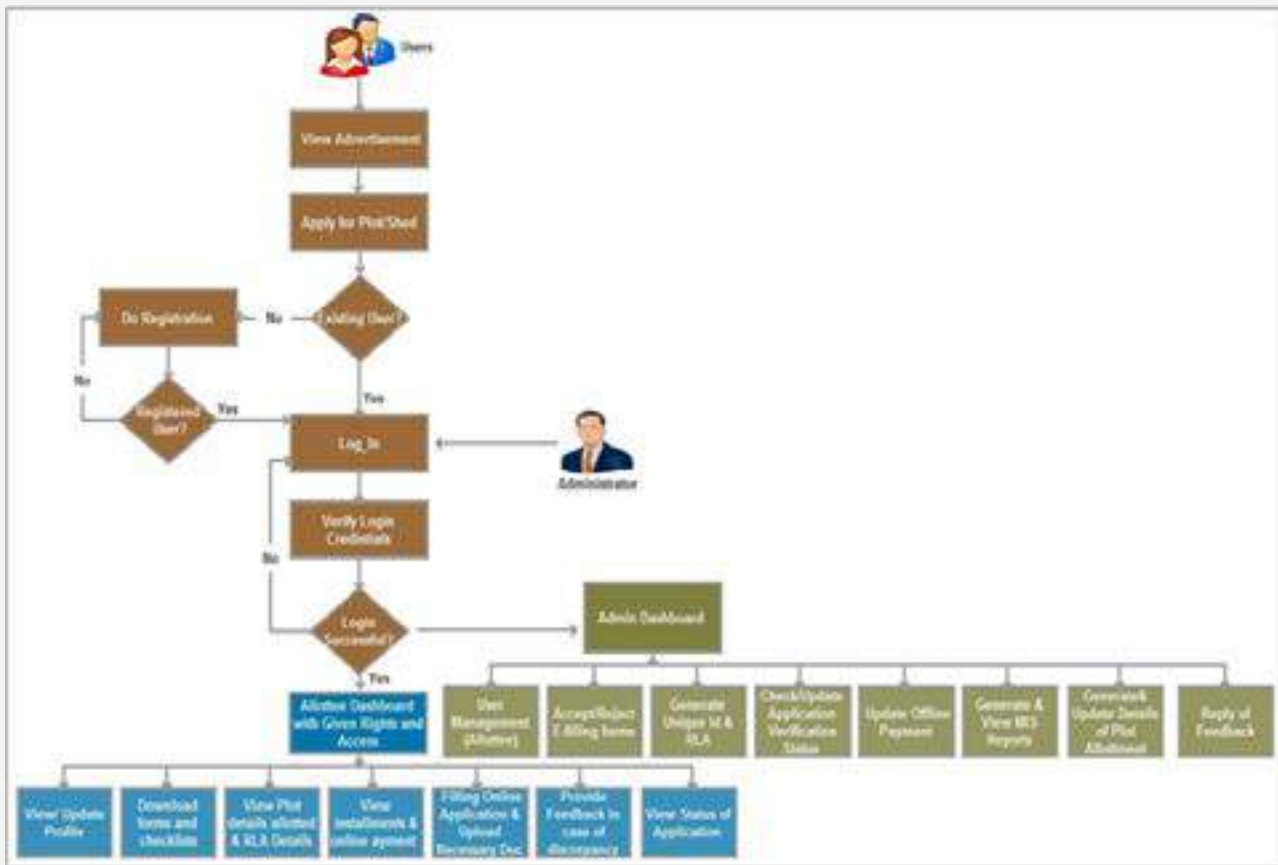 Users
View Advertisement
Apply for Plot/Shed
Existing User?
No
Do Registration
No
Registered
User?
Yes
Yes
Log_In
Administrator
Verify Login
Credentials
No
Login
Successful?
Yes
Admin Dashboard
Allottee Dashboard
with Given Rights and
Access
User
Management
(Allottee)
Accept/Reject
E-filling forms
Generate
Unique Id &
RLA
Check/Update
Application
Verification
Status
Update Offline
Payment
Generate &
View MIS
Reports
Generate&
Update Details
of Plot
Allottment
Reply of
Feedback
View/ Update
Profile
Download
forms and
checklists
View Plot
details allotted
& RLA Details
View
installments &
online ayment
Filling Online
Application &
Upload
Necessary Doc.
Provide
Feedback in
case of
discrepancy
View Status of
Application